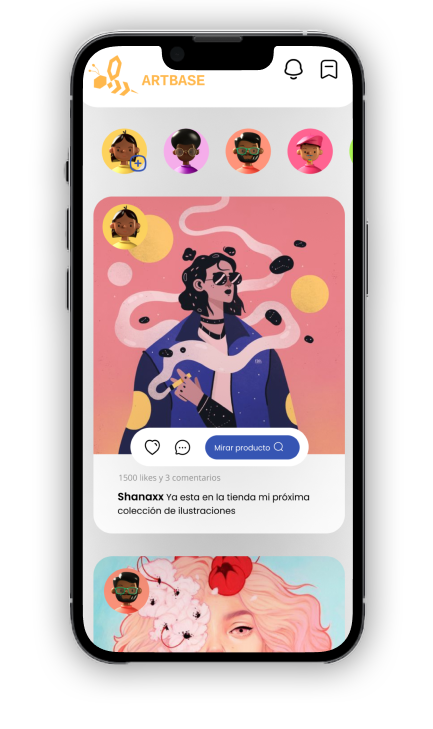 ARTBASE
Mirar producto
1500 likes y 3 comentarios
Shanaxx Ya esta en la tienda mi próxima
colección de ilustraciones